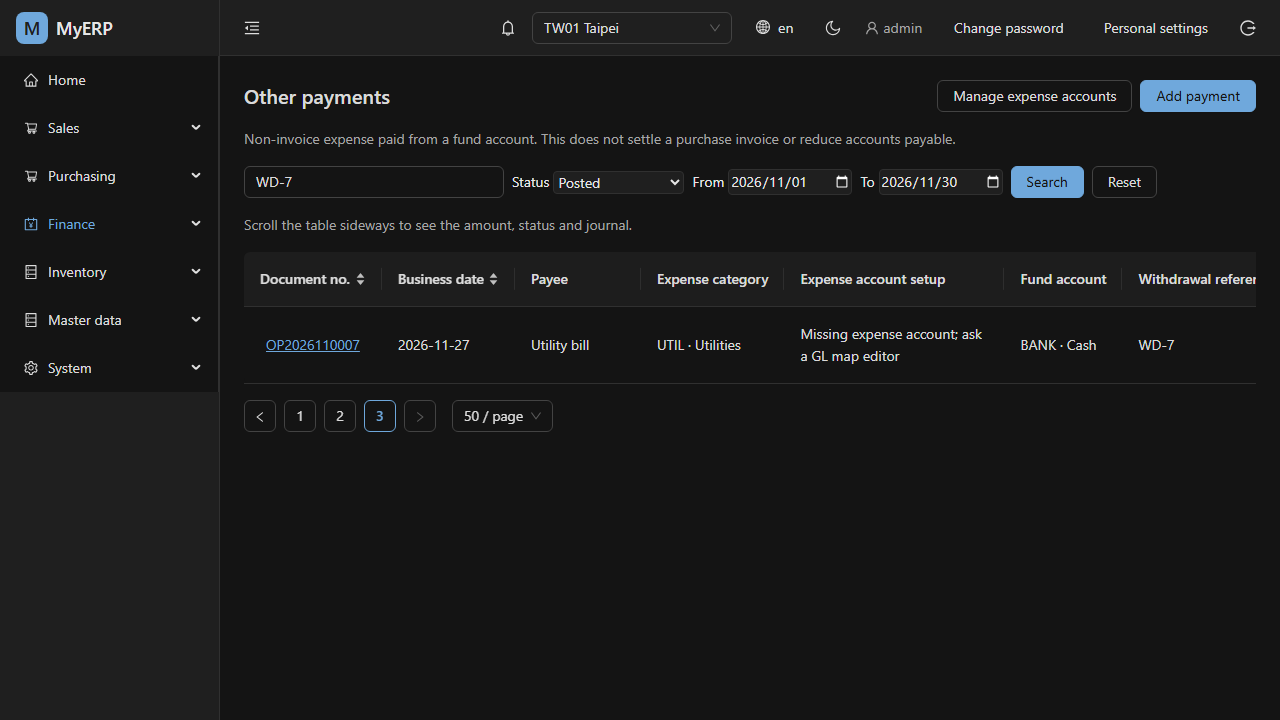 M MyERP
TW01 Taipei
en
admin
Change password
Personal settings
Home
Sales
Purchasing
Finance
Inventory
Master data
System
Other payments
Manage expense accounts
Add payment
Non-invoice expense paid from a fund account. This does not settle a purchase invoice or reduce accounts payable.
WD-7 Status Posted From 2026/11/01 To 2026/11/30 Search Reset
Scroll the table sideways to see the amount, status and journal.
Document no. Business date Payee Expense category Expense account setup Fund account Withdrawal refere
OP2026110007 2026-11-27 Utility bill UTIL · Utilities Missing expense account; ask a GL map editor BANK · Cash WD-7
< 1 2 3 > 50 / page